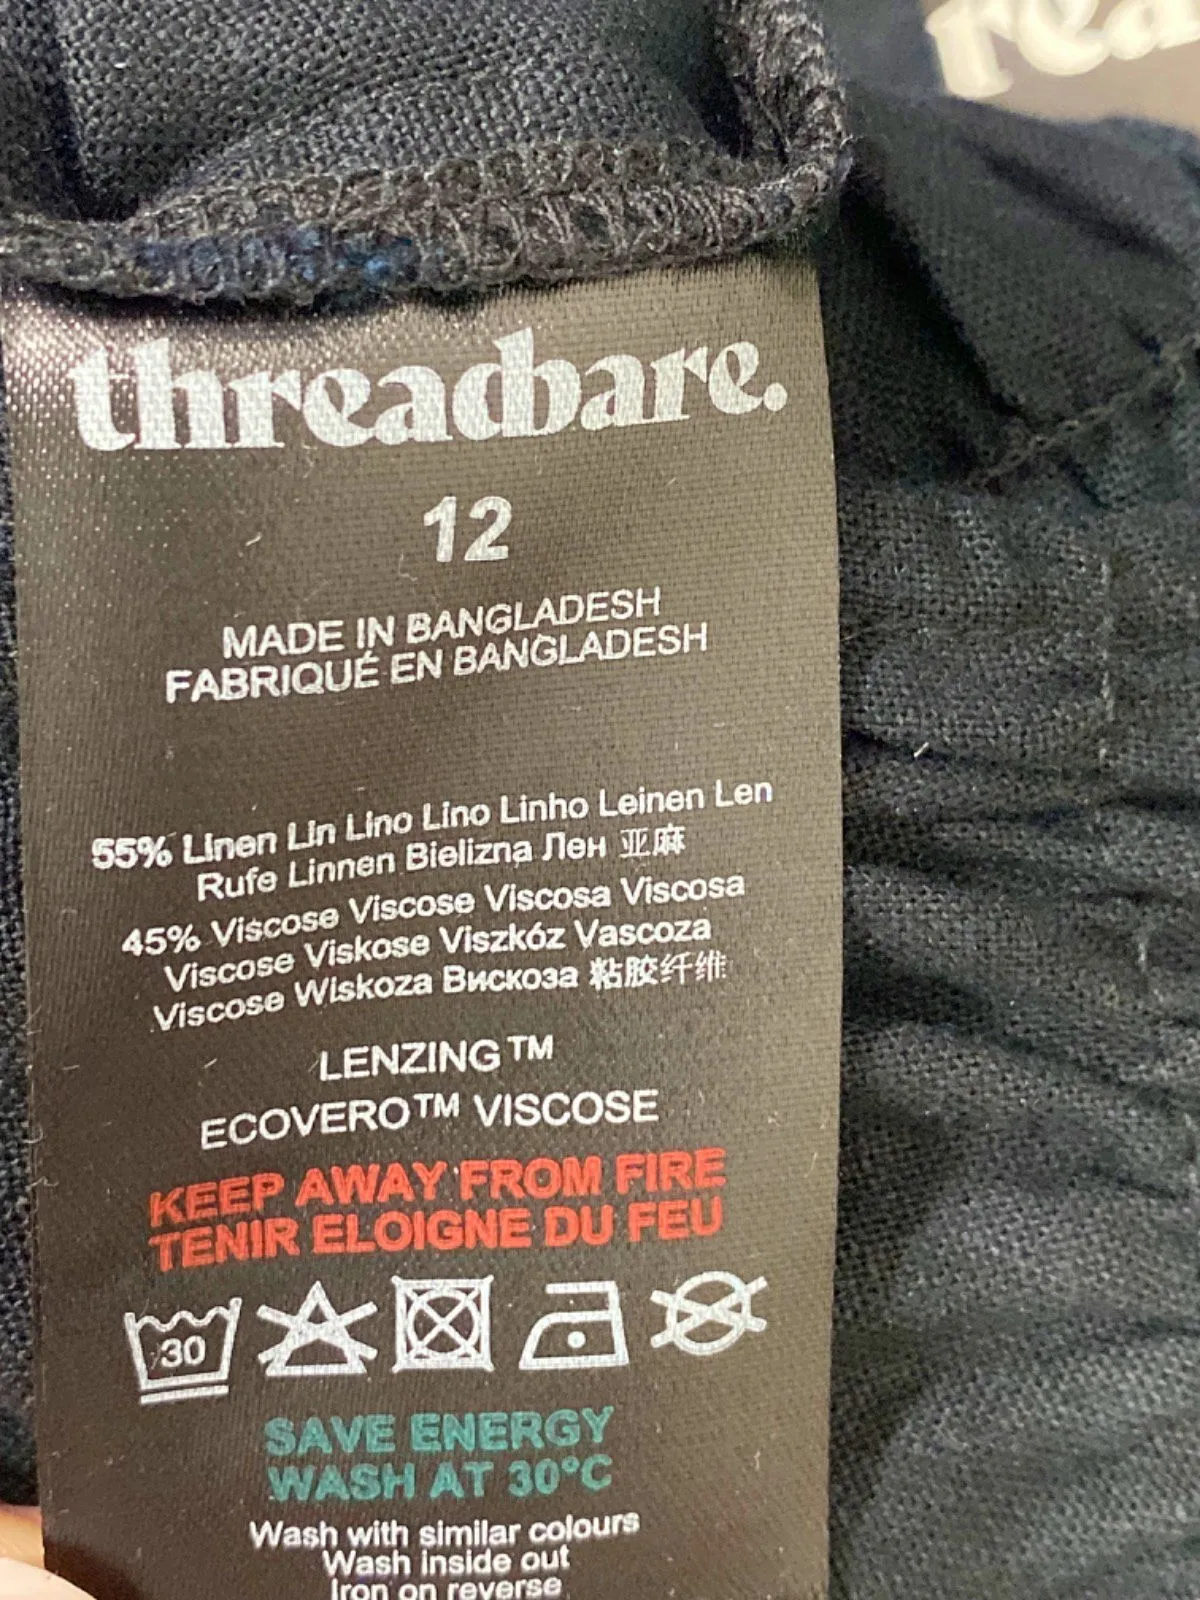 rea
threadbare.
12
MADE IN BANGLADESH
FABRIQUÉ EN BANGLADESH
55% Linen Lin Lino Lino Linho Leinen Len
Rufe Linnen Bielizna Лен 亚麻
45% Viscose Viscose Viscosa Viscosa
Viscose Viskose Viszkóz Vascoza
Viscose Wiskoza Вискоза 粘胶纤维
LENZING™
ECOVERO™ VISCOSE
KEEP AWAY FROM FIRE
TENIR ELOIGNE DU FEU
30
SAVE ENERGY
WASH AT 30°C
Wash with similar colours
Wash inside out
Iron on reverse